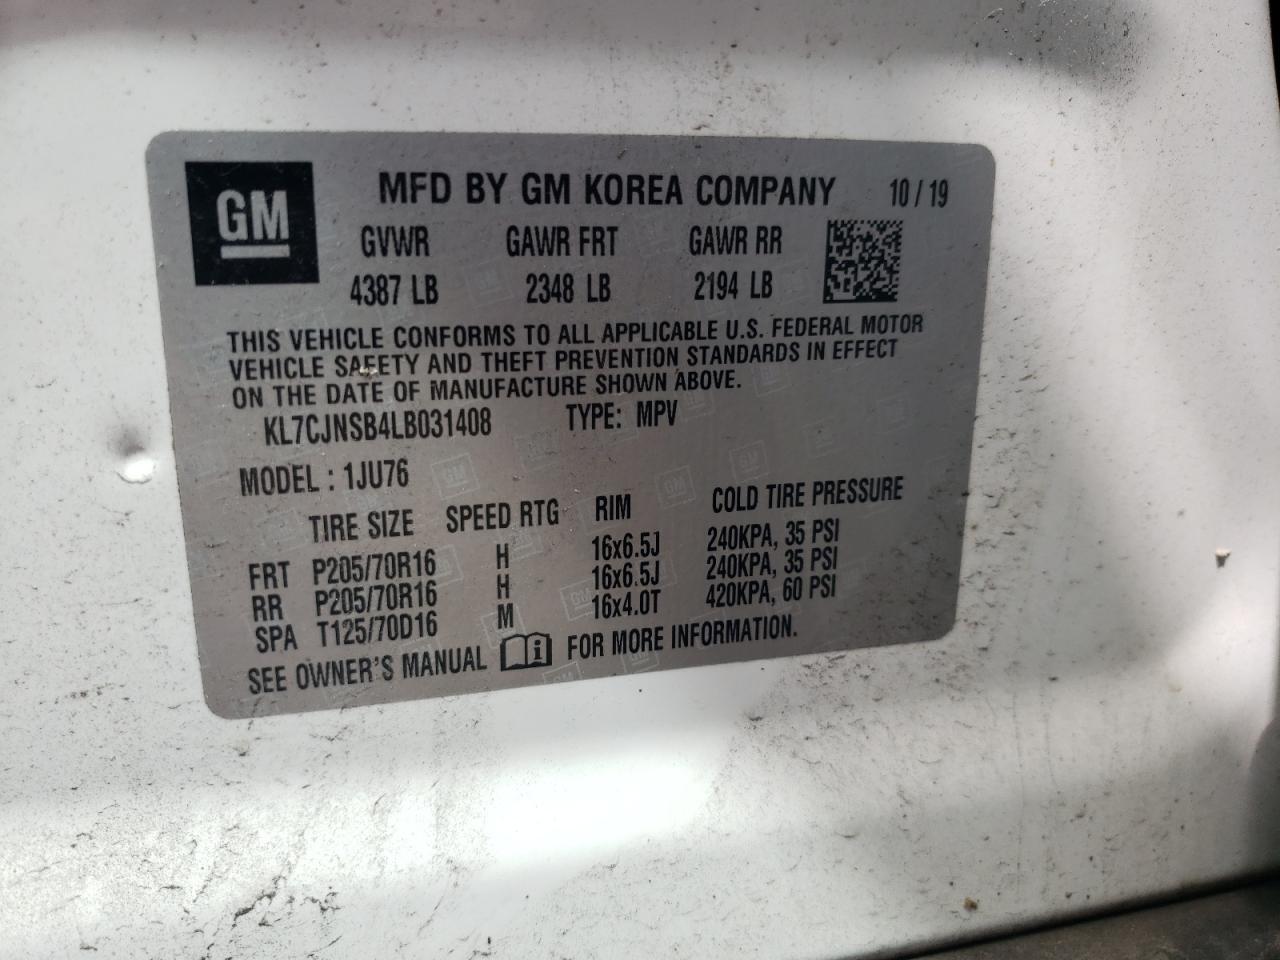 GM
MFD BY GM KOREA COMPANY 10 / 19
GVWR GAWR FRT GAWR RR
4387 LB 2348 LB 2194 LB
THIS VEHICLE CONFORMS TO ALL APPLICABLE U.S. FEDERAL MOTOR
VEHICLE SAFETY AND THEFT PREVENTION STANDARDS IN EFFECT
ON THE DATE OF MANUFACTURE SHOWN ABOVE.
KL7CJNSB4LB031408 TYPE: MPV
MODEL : 1JU76
TIRE SIZE SPEED RTG RIM COLD TIRE PRESSURE
FRT P205/70R16 H 16x6.5J 240KPA, 35 PSI
RR P205/70R16 H 16x6.5J 240KPA, 35 PSI
SPA T125/70D16 M 16x4.0T 420KPA, 60 PSI
SEE OWNER'S MANUAL FOR MORE INFORMATION.